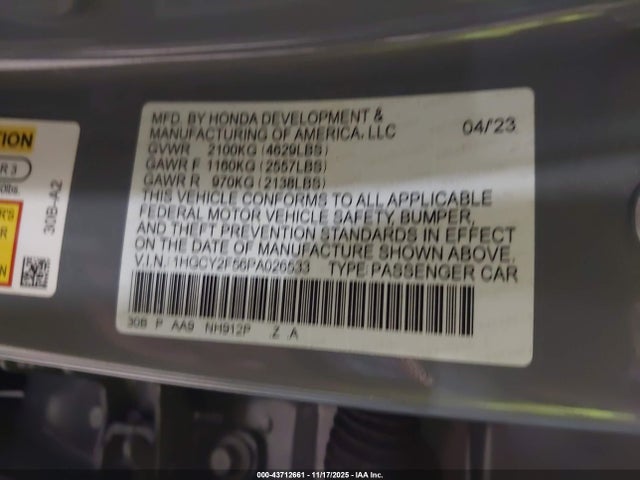 MFD. BY HONDA DEVELOPMENT &
MANUFACTURING OF AMERICA, LLC 04/23
GVWR 2100KG (4629LBS)
GAWR F 1160KG (2557LBS)
GAWR R 970KG (2138LBS)
THIS VEHICLE CONFORMS TO ALL APPLICABLE
FEDERAL MOTOR VEHICLE SAFETY, BUMPER,
AND THEFT PREVENTION STANDARDS IN EFFECT
ON THE DATE OF MANUFACTURE SHOWN ABOVE.
V.I.N. 1HGCY2F56PA026533 TYPE PASSENGER CAR
30B P AA9 NH912P Z A
30B-A2
000-43712661 - 11/17/2025 - IAA Inc.